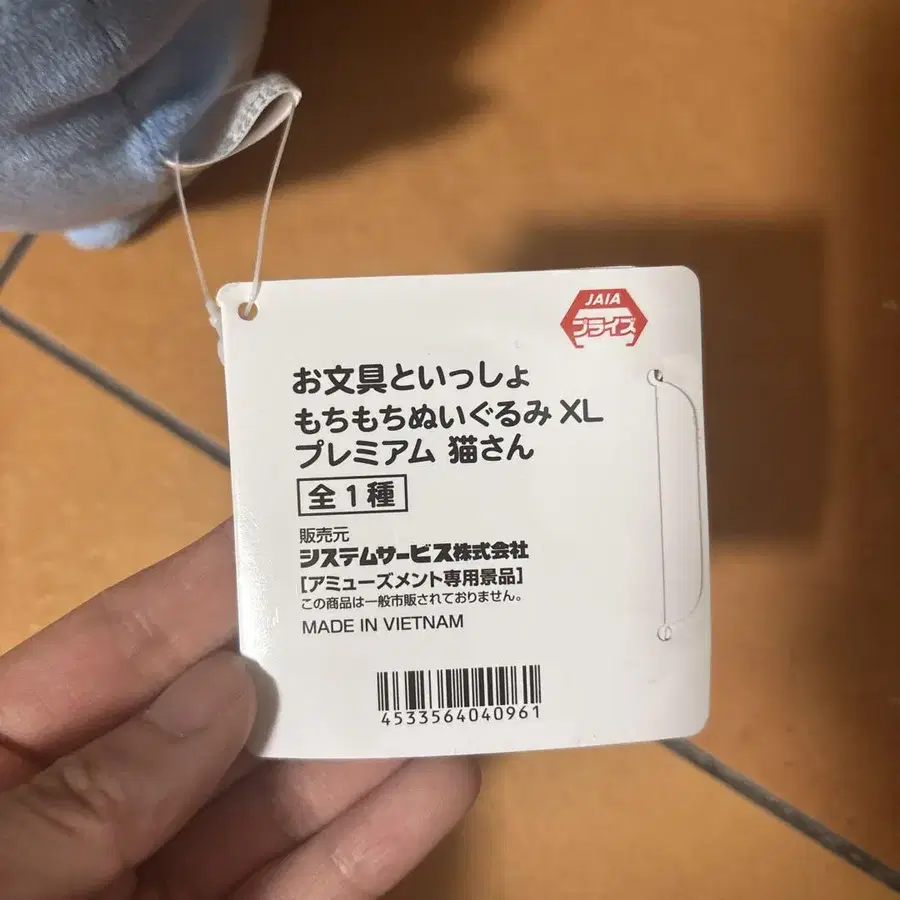 JAIA
プライズ
お文具といっしょ
もちもちぬいぐるみ XL
プレミアム 猫さん
全1種
販売元
システムサービス株式会社
[アミューズメント専用景品]
この商品は一般市販されておりません。
MADE IN VIETNAM
4533564040961